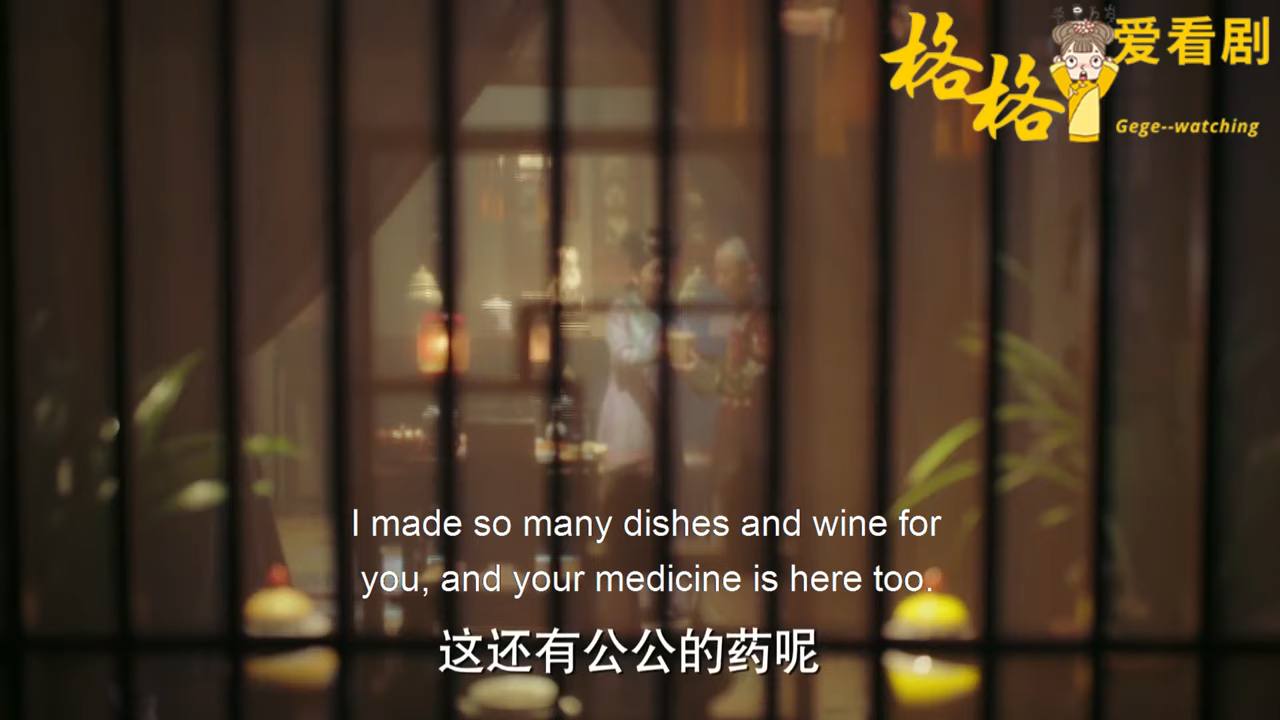 格格
爱看剧
Gege--watching
I made so many dishes and wine for
you, and your medicine is here too.
这还有公公的药呢